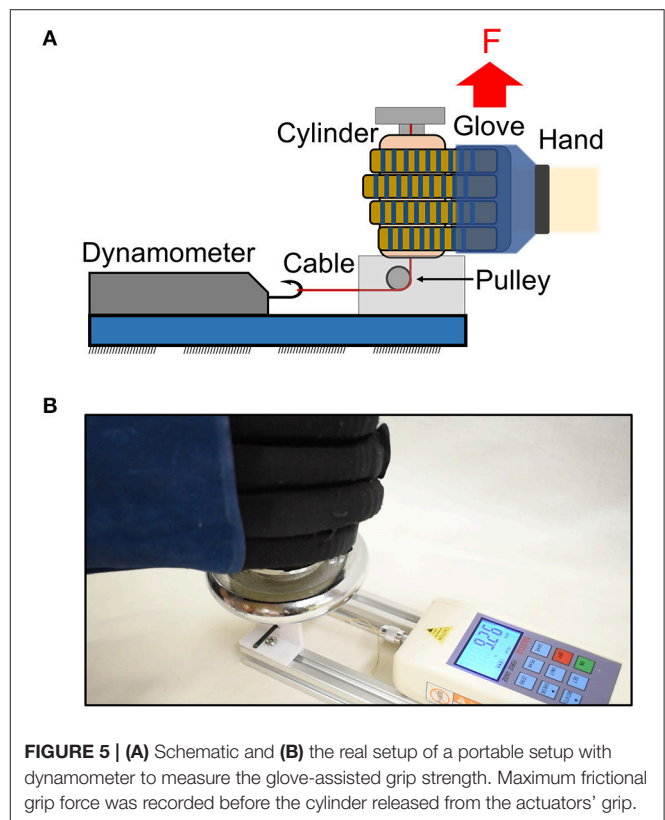 A
F
Cylinder
Glove
Hand
Dynamometer
Cable
Pulley
B
FIGURE 5 | (A) Schematic and (B) the real setup of a portable setup with
dynamometer to measure the glove-assisted grip strength. Maximum frictional
grip force was recorded before the cylinder released from the actuators' grip.